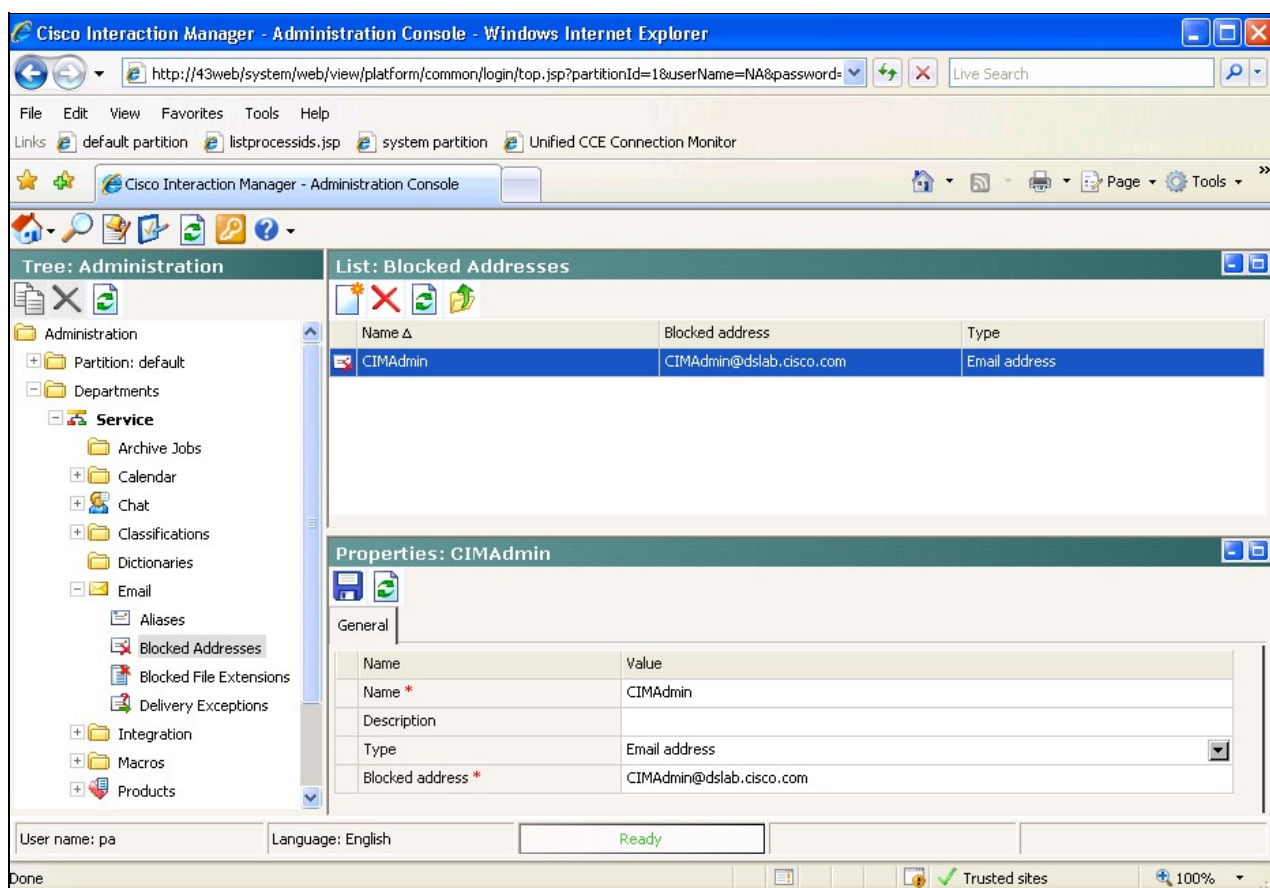 Cisco Interaction Manager - Administration Console - Windows Internet Explorer
http://43web/system/web/view/platform/common/login/top.jsp?partitionId=1&userName=NA&password=
Live Search
File Edit View Favorites Tools Help
Links default partition listprocessids.jsp system partition Unified CCE Connection Monitor
Cisco Interaction Manager - Administration Console
Page Tools »
Tree: Administration
Administration
Partition: default
Departments
Service
Archive Jobs
Calendar
Chat
Classifications
Dictionaries
Email
Aliases
Blocked Addresses
Blocked File Extensions
Delivery Exceptions
Integration
Macros
Products
List: Blocked Addresses
Name Blocked address Type
CIMAdmin CIMAdmin@dslab.cisco.com Email address
Properties: CIMAdmin
General
Name Value
Name * CIMAdmin
Description
Type Email address
Blocked address * CIMAdmin@dslab.cisco.com
User name: pa Language: English Ready
Done Trusted sites 100%